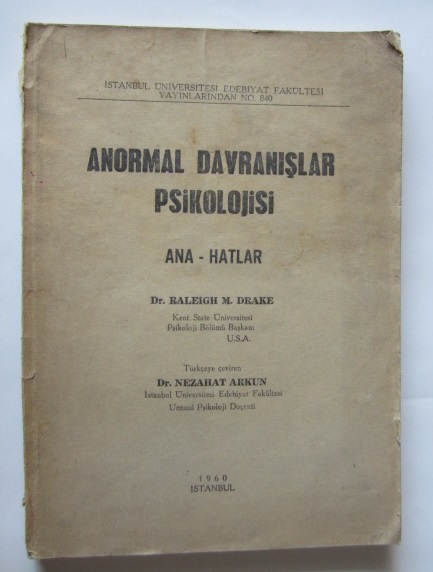 İSTANBUL ÜNİVERSİTESİ EDEBİYAT FAKÜLTESİ
YAYINLARINDAN NO. 840
ANORMAL DAVRANIŞLAR
PSİKOLOJİSİ
ANA - HATLAR
Dr. RALEIGH M. DRAKE
Kent State Üniversitesi
Psikoloji Bölümü Başkanı
U.S.A.
Türkçeye çeviren
Dr. NEZAHAT ARKUN
İstanbul Üniversitesi Edebiyat Fakültesi
Umumî Psikoloji Doçenti
1960
İSTANBUL